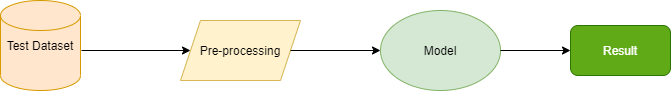 Test Dataset
Pre-processing
Model
Result